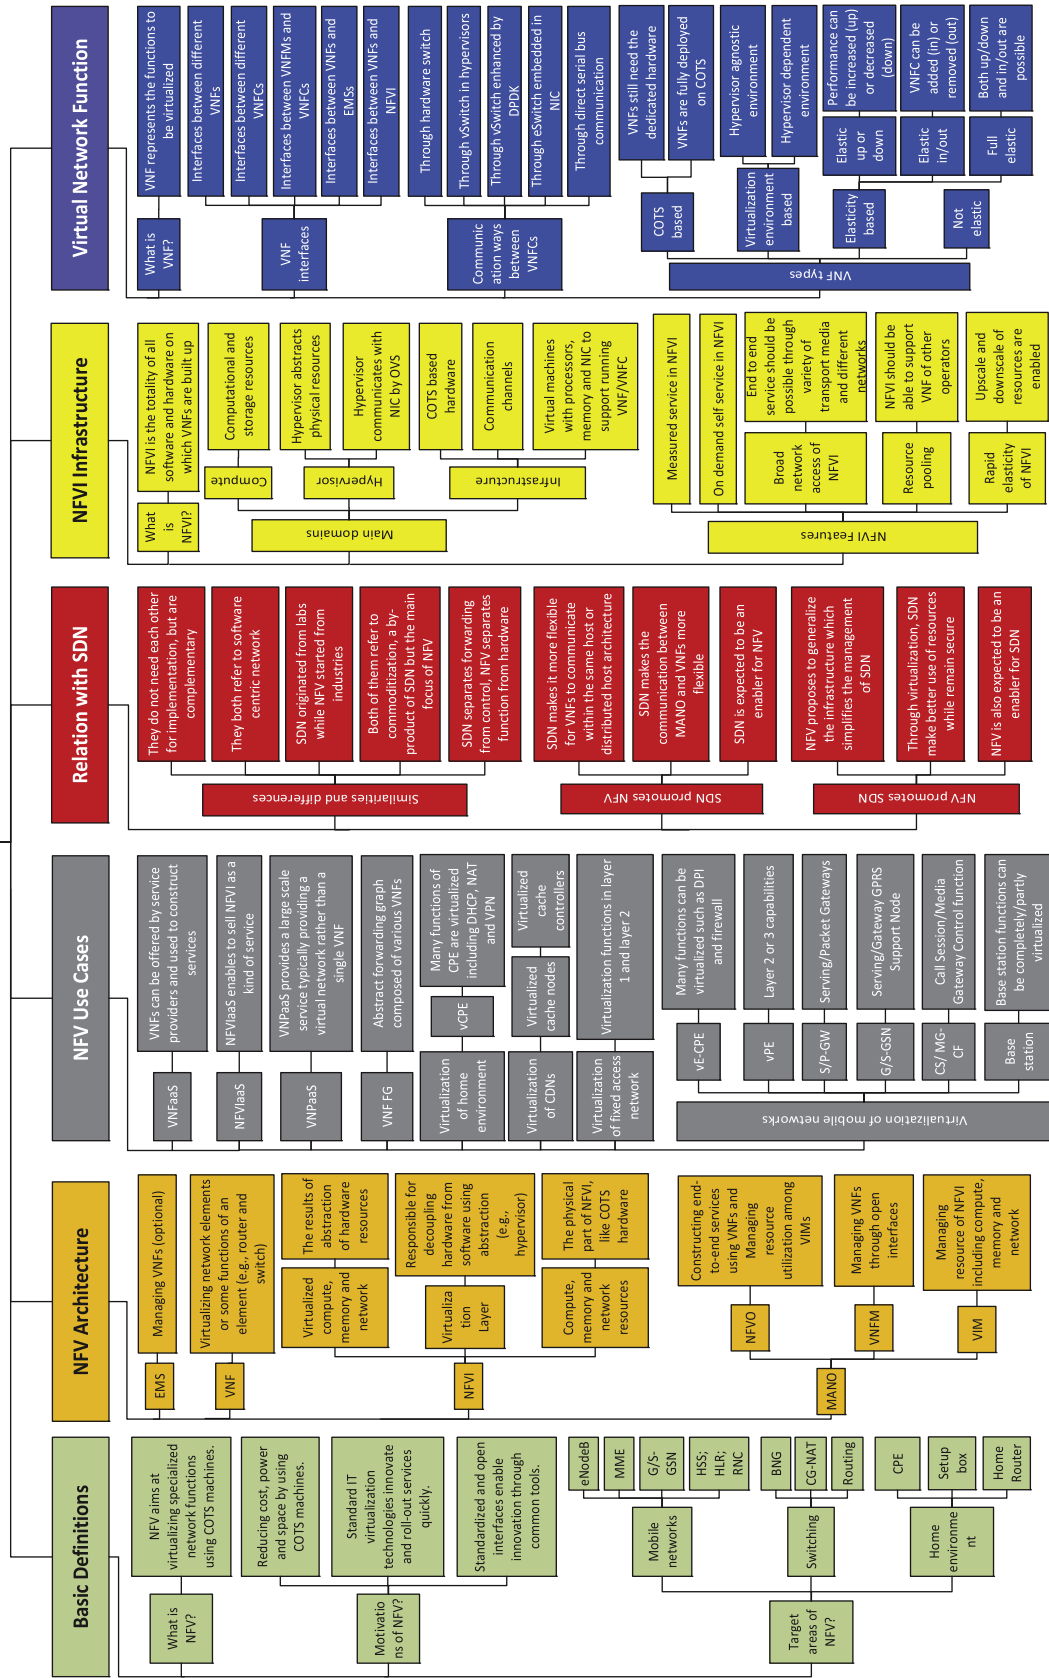 Basic Definitions
What is
NFV?
NFV aims at
virtualizing specialized
network functions
using COTS machines.
Motivatio
ns of NFV?
Reducing cost, power
and space by using
COTS machines.
Standard IT
virtualization
technologies innovate
and roll-out services
quickly.
Standardized and open
interfaces enable
innovation through
common tools.
Target
areas of
NFV?
Mobile
networks
eNodeB
MME
G/S-
GSN
HSS;
HLR;
RNC
Switching
BNG
CG-NAT
Routing
Home
environme
nt
CPE
Setup
box
Home
Router
NFV Architecture
EMS
Managing VNFs (optional)
VNF
Virtualizing network elements
or some functions of an
element (e.g., router and
switch)
NFVI
Virtualized
compute,
memory and
network
The results of
abstraction
of hardware
resources
Virtualiza
tion
Layer
Responsible for
decoupling
hardware from
software using
abstraction
(e.g.,
hypervisor)
Compute,
memory and
network
resources
The physical
part of NFVI,
like COTS
hardware
MANO
NFVO
Constructing end-
to-end services
using VNFs and
Managing
resource
utilization among
VIMs
VNFM
Managing VNFs
through open
interfaces
VIM
Managing
resource of NFVI
including compute,
memory and
network
NFV Use Cases
VNFaaS
VNFs can be offered by service
providers and used to construct
services
NFVIaaS
NFVIaaS enables to sell NFVI as a
kind of service
VNPaaS
VNPaaS provides a large scale
service typically providing a
virtual network rather than a
single VNF
VNF FG
Abstract forwarding graph
composed of various VNFs
Virtualization
of home
environment
vCPE
Many functions of
CPE are virtualized
including DHCP, NAT
and VPN
Virtualization
of CDNs
Virtualized
cache nodes
Virtualized
cache
controllers
Virtualization
of fixed access
network
Virtualization functions in layer
1 and layer 2
Virtualization of mobile networks
vE-CPE
Many functions can be
virtualized such as DPI
and firewall
vPE
Layer 2 or 3 capabilities
S/P-GW
Serving/Packet Gateways
G/S-GSN
Serving/Gateway GPRS
Support Node
CS/ MG-
CF
Call Session/Media
Gateway Control function
Base
station
Base station functions can
be completely/partly
virtualized
Relation with SDN
Similarities and differences
They do not need each other
for implementation, but are
complementary
They both refer to software
centric network
SDN originated from labs
while NFV started from
industries
Both of them refer to
commoditization, a by-
product of SDN but the main
focus of NFV
SDN separates forwarding
from control, NFV separates
function from hardware
SDN promotes NFV
SDN makes it more flexible
for VNFs to communicate
within the same host or
distributed host architecture
SDN makes the
communication between
MANO and VNFs more
flexible
SDN is expected to be an
enabler for NFV
NFV promotes SDN
NFV proposes to generalize
the infrastructure which
simplifies the management
of SDN
Through virtualization, SDN
make better use of resources
while remain secure
NFV is also expected to be an
enabler for SDN
NFVI Infrastructure
What
is
NFVI?
NFVI is the totality of all
software and hardware on
which VNFs are built up
Main domains
Compute
Computational and
storage resources
Hypervisor
Hypervisor abstracts
physical resources
Hypervisor
communicates with
NIC by OVS
Infrastructure
COTS based
hardware
Communication
channels
Virtual machines
with processors,
memory and NIC to
support running
VNF/VNFC
NFVI Features
Measured service in NFVI
On demand self service in NFVI
Broad
network
access of
NFVI
End to end
service should be
possible through
variety of
transport media
and different
networks
Resource
pooling
NFVI should be
able to support
VNF of other
operators
Rapid
elasticity
of NFVI
Upscale and
downscale of
resources are
enabled
Virtual Network Function
What is
VNF?
VNF represents the functions to
be virtualized
VNF
interfaces
Interfaces between different
VNFs
Interfaces between different
VNFCs
Interfaces between VNFMs and
VNFCs
Interfaces between VNFs and
EMSs
Interfaces between VNFs and
NFVI
Communic
ation ways
between
VNFCs
Through hardware switch
Through vSwitch in hypervisors
Through vSwitch enhanced by
DPDK
Through eSwitch embedded in
NIC
Through direct serial bus
communication
VNF types
COTS
based
VNFs still need the
dedicated hardware
VNFs are fully deployed
on COTS
Virtualization
environment
based
Hypervisor agnostic
environment
Hypervisor dependent
environment
Elasticity
based
Elastic
up or
down
Performance can
be increased (up)
or decreased
(down)
Elastic
in/out
VNFC can be
added (in) or
removed (out)
Full
elastic
Both up/down
and in/out are
possible
Not
elastic